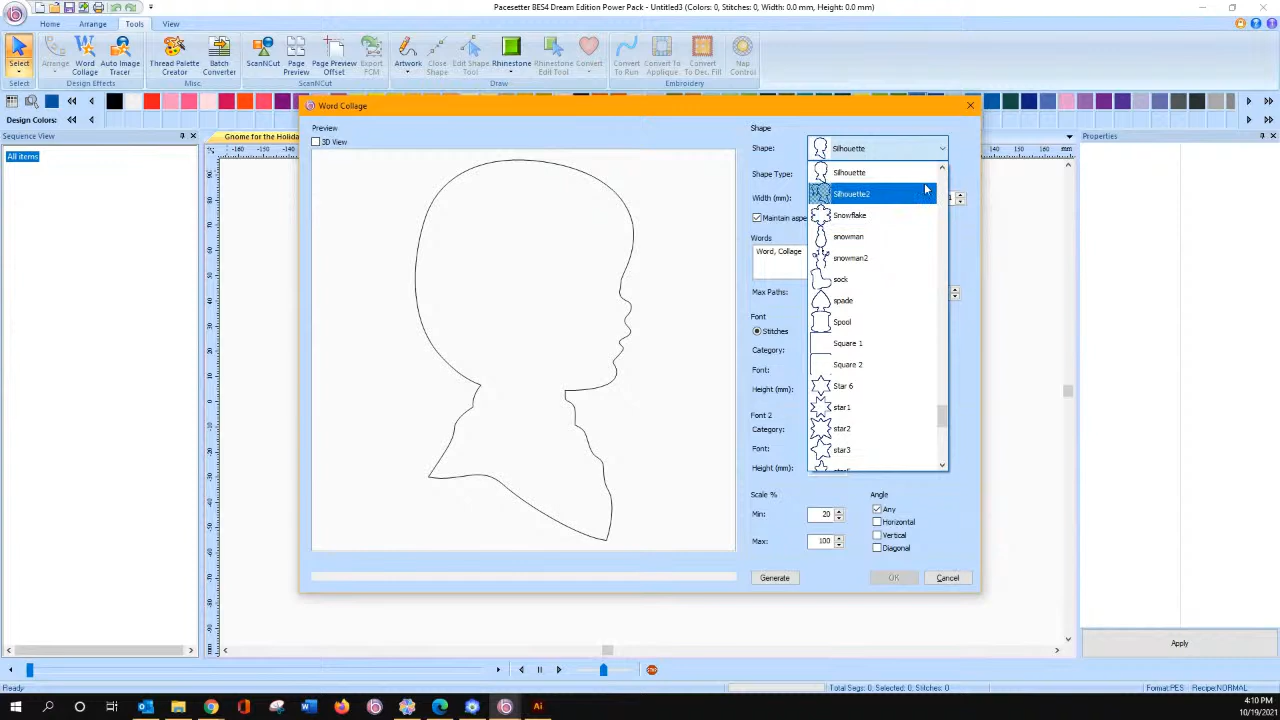 Pacesetter BES4 Dream Edition Power Pack - Untitled3 (Colors: 0, Stitches: 0, Width: 0.0 mm, Height: 0.0 mm)
Home Arrange Tools View
Select Arrange Word Collage Auto Image Tracer Thread Palette Creator Batch Converter ScanNCut Page Preview Page Preview Offset Export FCM Artwork Close Shape Edit Shape Tool Rhinestone Rhinestone Edit Tool Convert Convert To Run Convert To Applique Convert To Dec. Fill Nap Control
Select Design Effects Misc ScanNCut Draw Embroidery
Design Colors:
Sequence View
Gnome for the Holida
Properties
All items
mm
Word Collage
Preview
3D View
Shape
Shape: Silhouette
Shape Type:
Width (mm):
Maintain aspe
Words
Word, Collage
Max Paths:
Font
Stitches
Category:
Font:
Height (mm):
Font 2
Category:
Font:
Height (mm):
Silhouette
Silhouette2
Snowflake
snowman
snowman2
sock
spade
Spool
Square 1
Square 2
Star 6
star1
star2
star3
Scale % Angle
Min: 20 Any
Horizontal
Vertical
Max: 100
Diagonal
Generate OK Cancel
Apply
Ready
Total Segs: 0, Selected: 0, Stitches: 0
Format:PES
Recipe:NORMAL
4:10 PM
10/19/2021